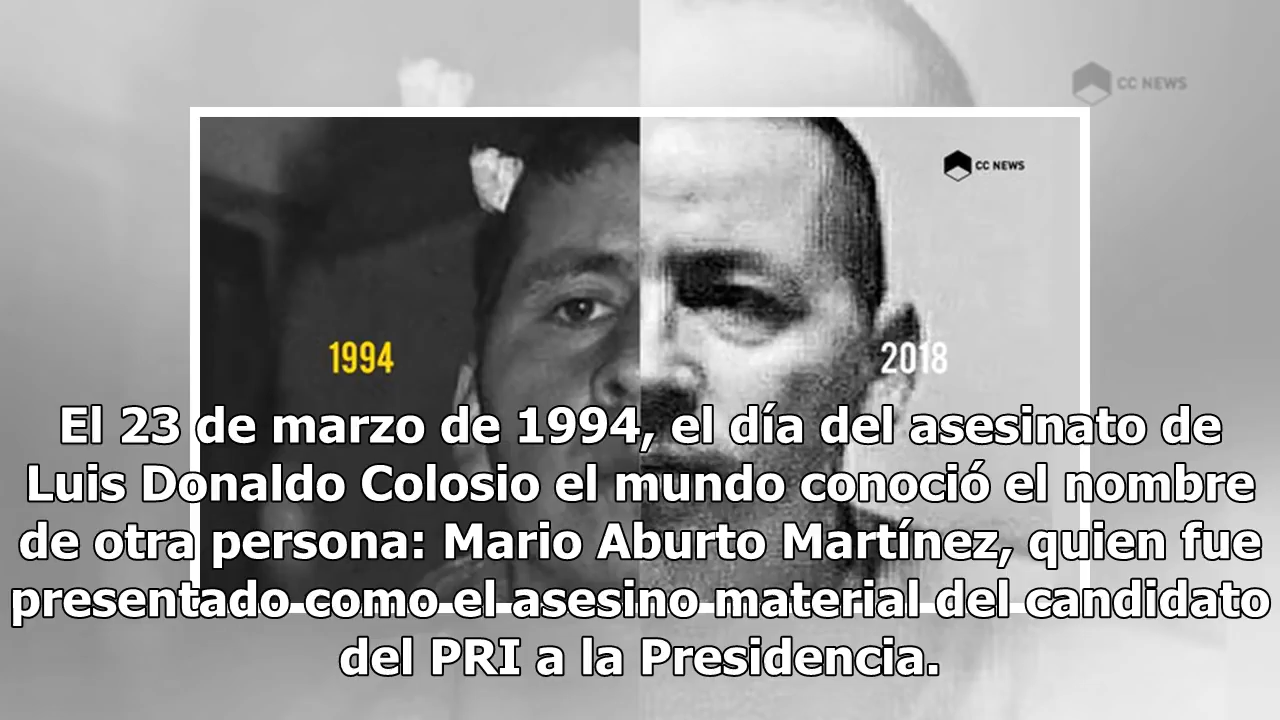 CC NEWS
CC NEWS
1994
2018
El 23 de marzo de 1994, el día del asesinato de
Luis Donaldo Colosio el mundo conoció el nombre
de otra persona: Mario Aburto Martínez, quien fue
presentado como el asesino material del candidato
del PRI a la Presidencia.